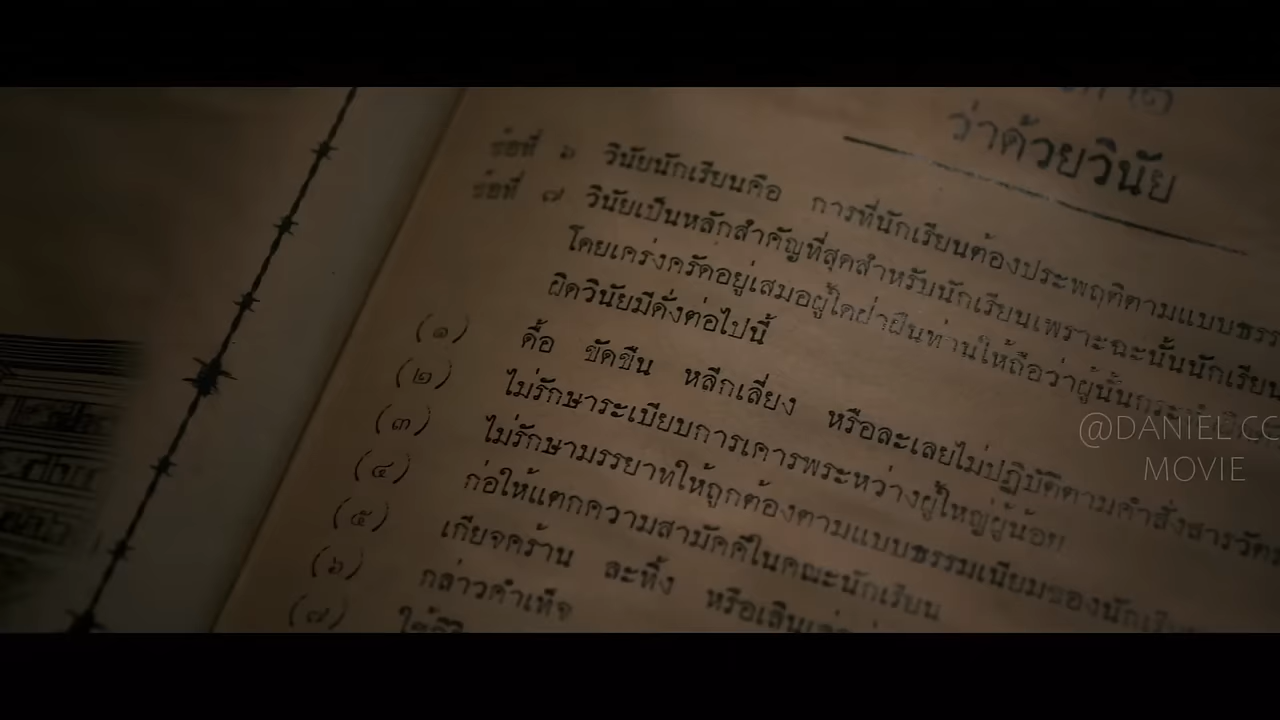 ว่าด้วยวินัย
ข้อที่ ๖ วินัยนักเรียนคือ การที่นักเรียนต้องประพฤติตามแบบธรร
ข้อที่ ๗ วินัยเป็นหลักสำคัญที่สุดสำหรับนักเรียนเพราะฉะนั้นนักเรียน
โดยเคร่งครัดอยู่เสมอผู้ใดฝ่าฝืนท่านให้ถือว่าผู้นั้นกระทำ
ผิดวินัยมีดั่งต่อไปนี้
(๑) ดื้อ ขัดขืน หลีกเลี่ยง หรือละเลยไม่ปฏิบัติตามคำสั่งสารวัตร
(๒) ไม่รักษาระเบียบการเคารพระหว่างผู้ใหญ่ผู้น้อย
(๓) ไม่รักษามรรยาทให้ถูกต้องตามแบบธรรมเนียมของนักเรียน
(๔) ก่อให้แตกความสามัคคีในคณะนักเรียน
(๕) เกียจคร้าน ละทิ้ง หรือเลินเล่อ
(๖) กล่าวคำเท็จ
(๗)
@DANIEL CC
MOVIE